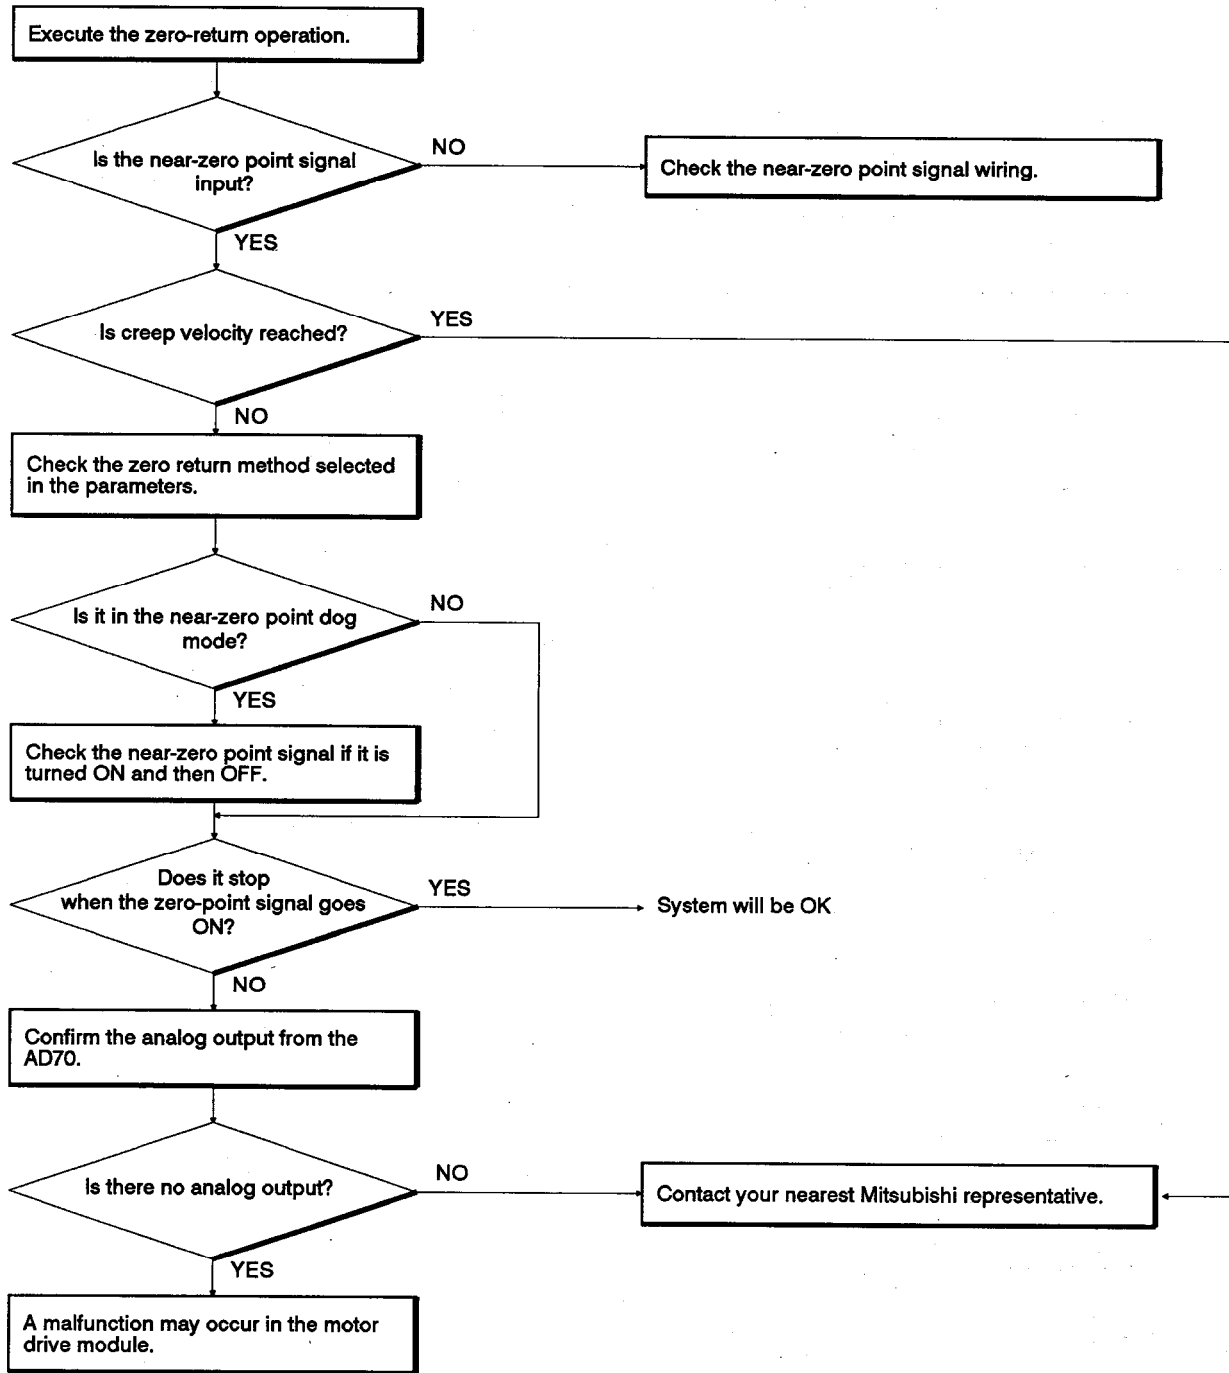 Execute the zero-return operation.
Is the near-zero point signal
input?
NO
Check the near-zero point signal wiring.
YES
Is creep velocity reached?
YES
NO
Check the zero return method selected
in the parameters.
Is it in the near-zero point dog
mode?
NO
YES
Check the near-zero point signal if it is
turned ON and then OFF.
Does it stop
when the zero-point signal goes
ON?
YES
System will be OK
NO
Confirm the analog output from the
AD70.
Is there no analog output?
NO
Contact your nearest Mitsubishi representative.
YES
A malfunction may occur in the motor
drive module.